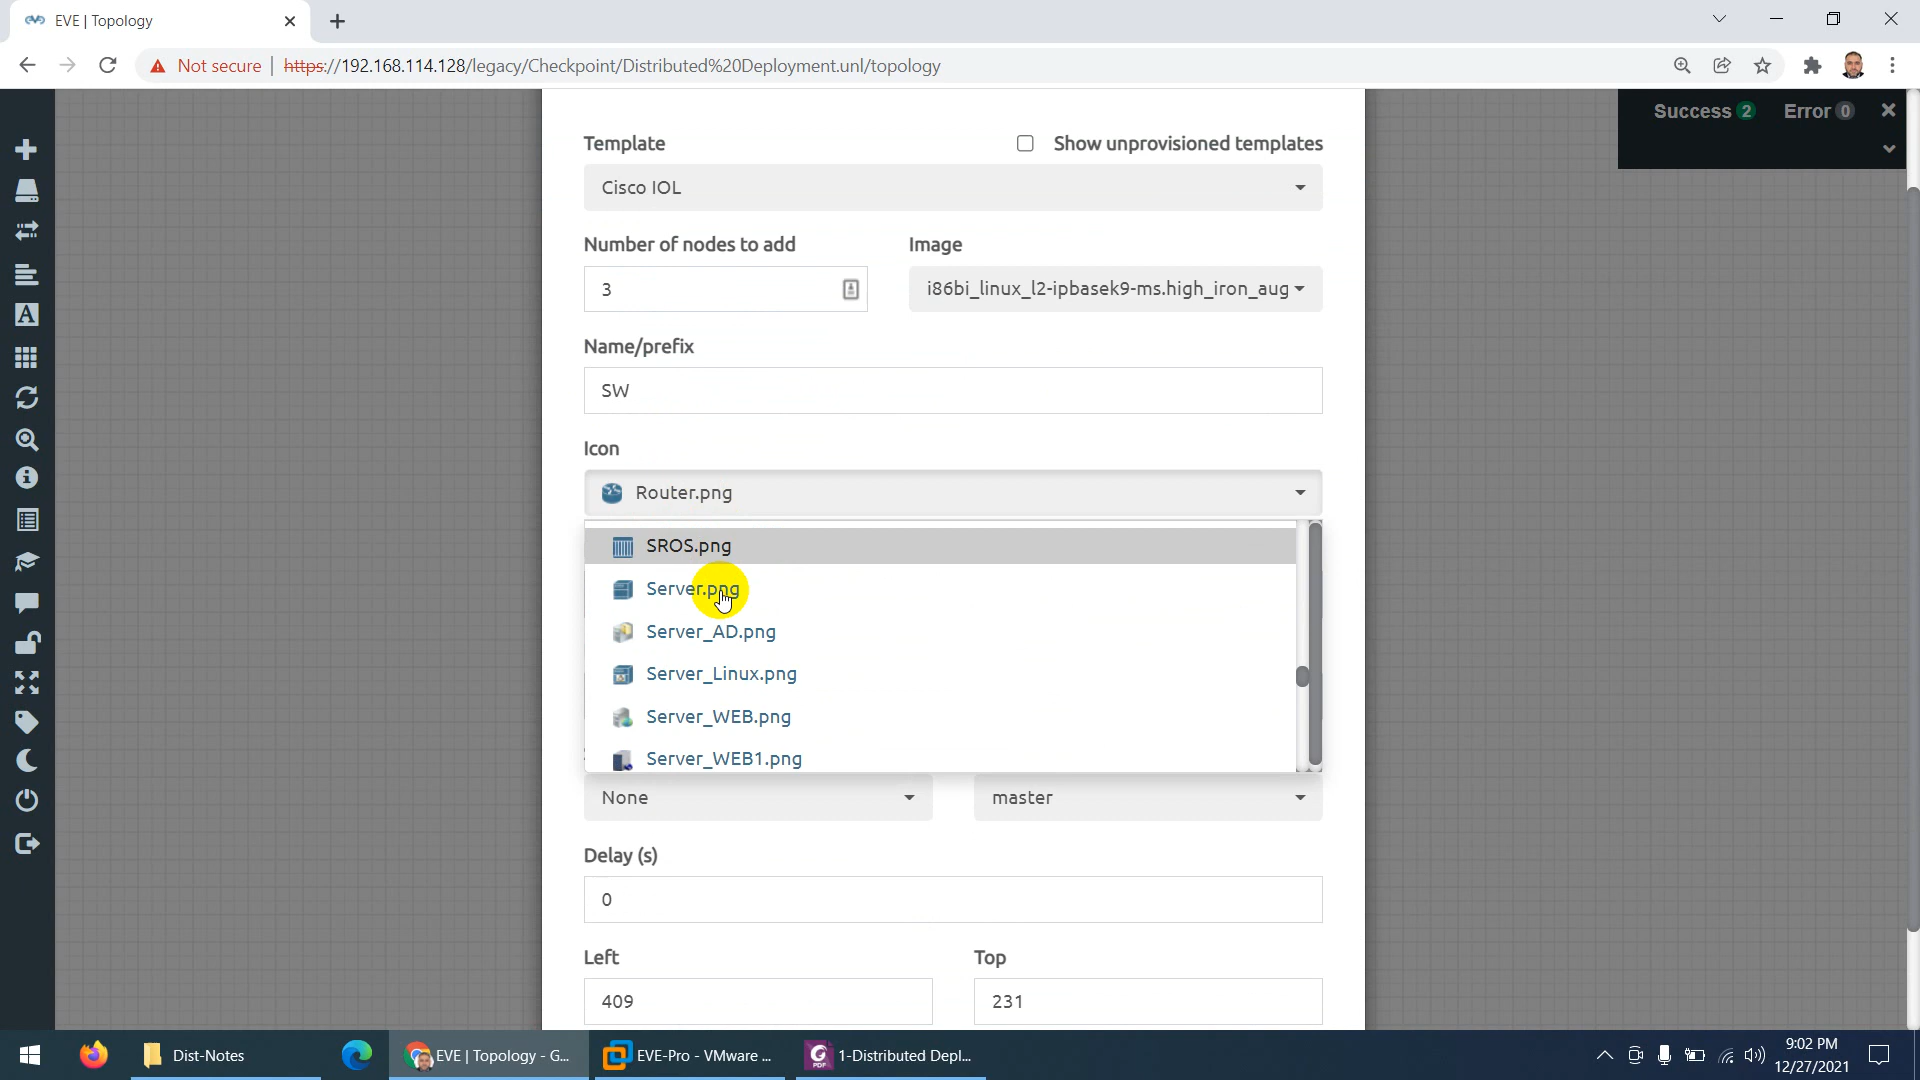 EVE | Topology
Not secure | https://192.168.114.128/legacy/Checkpoint/Distributed%20Deployment.unl/topology
Success 2 Error 0
Template
Show unprovisioned templates
Cisco IOL
Number of nodes to add
Image
3
i86bi_linux_l2-ipbasek9-ms.high_iron_aug
Name/prefix
SW
Icon
Router.png
SROS.png
Server.png
Server_AD.png
Server_Linux.png
Server_WEB.png
Server_WEB1.png
None
master
Delay (s)
0
Left
Top
409
231
Dist-Notes
EVE | Topology - G...
EVE-Pro - VMware ...
1-Distributed Depl...
9:02 PM
12/27/2021